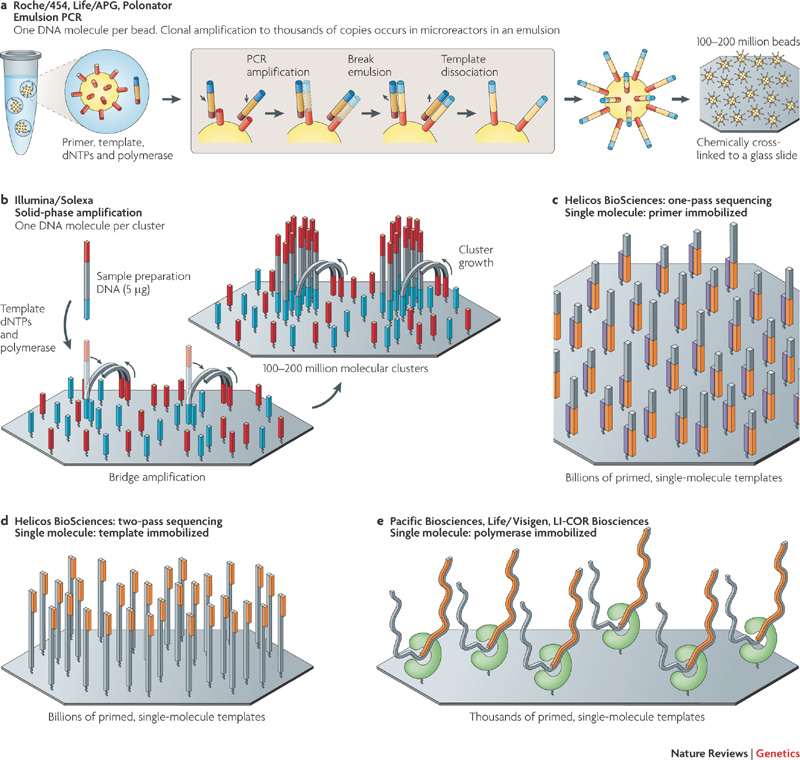 a Roche/454, Life/APG, Polonator
Emulsion PCR
One DNA molecule per bead. Clonal amplification to thousands of copies occurs in microreactors in an emulsion
PCR
amplification
Break
emulsion
Template
dissociation
100–200 million beads
Primer, template,
dNTPs and polymerase
Chemically cross-
linked to a glass slide
b Illumina/Solexa
Solid-phase amplification
One DNA molecule per cluster
Sample preparation
DNA (5 µg)
Template
dNTPs
and
polymerase
Cluster
growth
100–200 million molecular clusters
Bridge amplification
c Helicos BioSciences: one-pass sequencing
Single molecule: primer immobilized
Billions of primed, single-molecule templates
d Helicos BioSciences: two-pass sequencing
Single molecule: template immobilized
Billions of primed, single-molecule templates
e Pacific Biosciences, Life/Visigen, LI-COR Biosciences
Single molecule: polymerase immobilized
Thousands of primed, single-molecule templates
Nature Reviews | Genetics